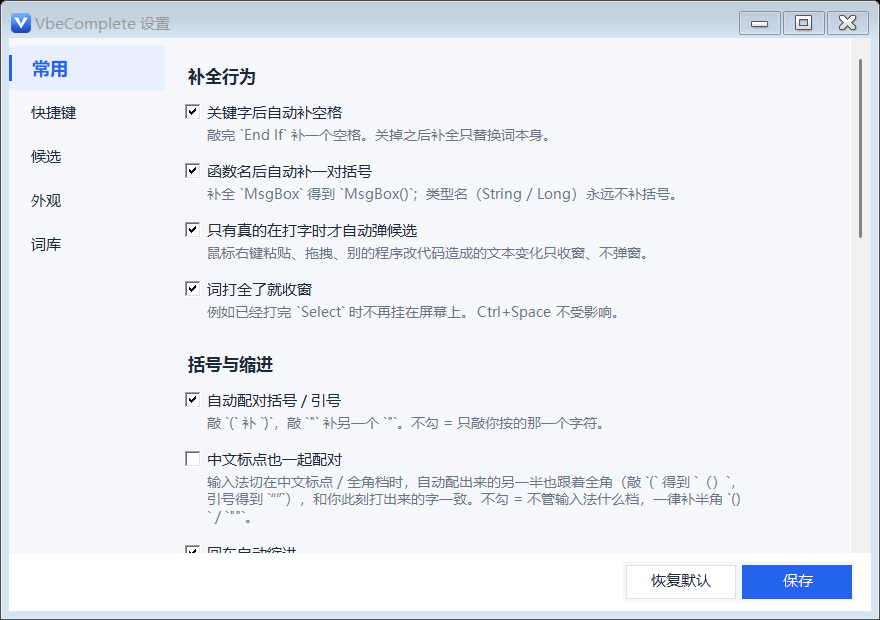 VbeComplete 设置
常用
快捷键
候选
外观
词库
补全行为
关键字后自动补空格
敲完 `End If` 补一个空格。关掉之后补全只替换词本身。
函数名后自动补一对括号
补全 `MsgBox` 得到 `MsgBox()`；类型名（String / Long）永远不补括号。
只有真的在打字时才自动弹候选
鼠标右键粘贴、拖拽、别的程序改代码造成的文本变化只收窗、不弹窗。
词打全了就收窗
例如已经打完 `Select` 时不再挂在屏幕上。Ctrl+Space 不受影响。
括号与缩进
自动配对括号 / 引号
敲 `(` 补 `)`，敲 `"` 补另一个 `"`。不勾 = 只敲你按的那一个字符。
中文标点也一起配对
输入法切在中文标点 / 全角档时，自动配出来的另一半也跟着全角（敲 `(` 得到 `（）`，
引号得到 `“”`），和你此刻打出来的字一致。不勾 = 不管输入法什么档，一律补半角 `()
` / `""`。
回车自动缩进
恢复默认
保存